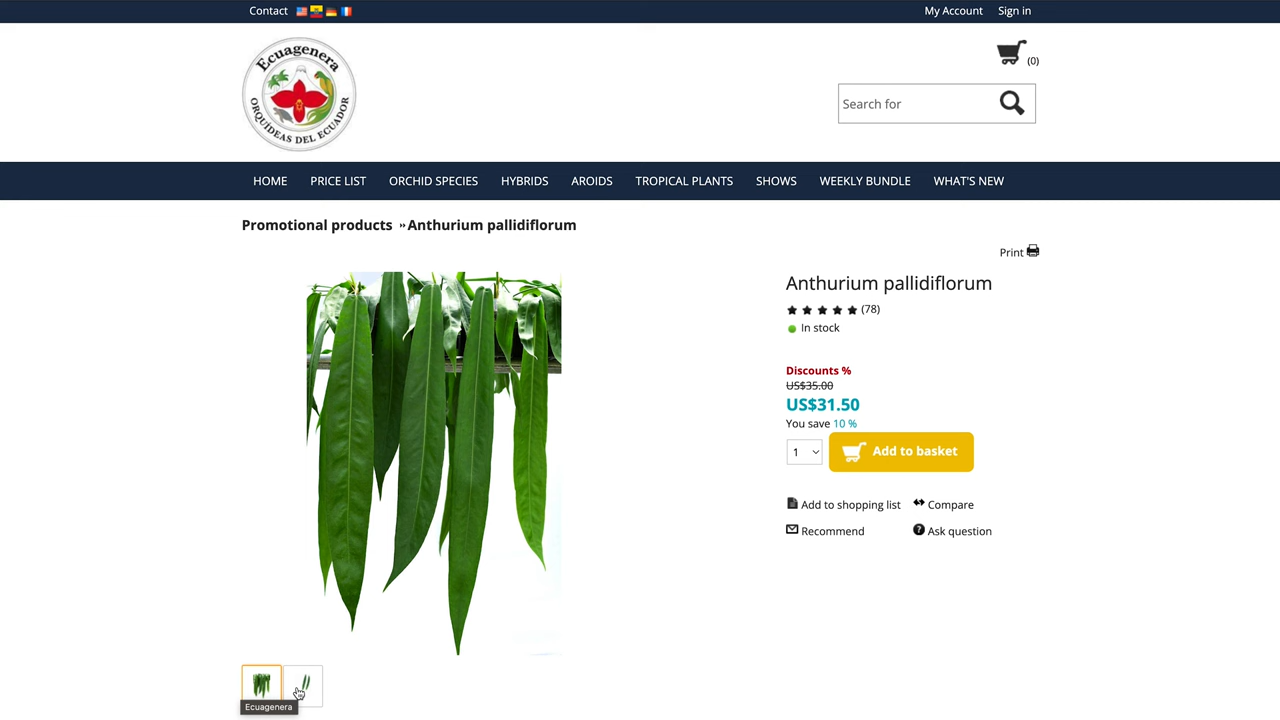 Contact
My Account Sign in
Ecuagenera
ORQUÍDEAS DEL ECUADOR
(0)
Search for
HOME PRICE LIST ORCHID SPECIES HYBRIDS AROIDS TROPICAL PLANTS SHOWS WEEKLY BUNDLE WHAT'S NEW
Promotional products »Anthurium pallidiflorum
Print
Anthurium pallidiflorum
(78)
In stock
Discounts %
US$35.00
US$31.50
You save 10 %
1 Add to basket
Add to shopping list Compare
Recommend Ask question
Ecuagenera